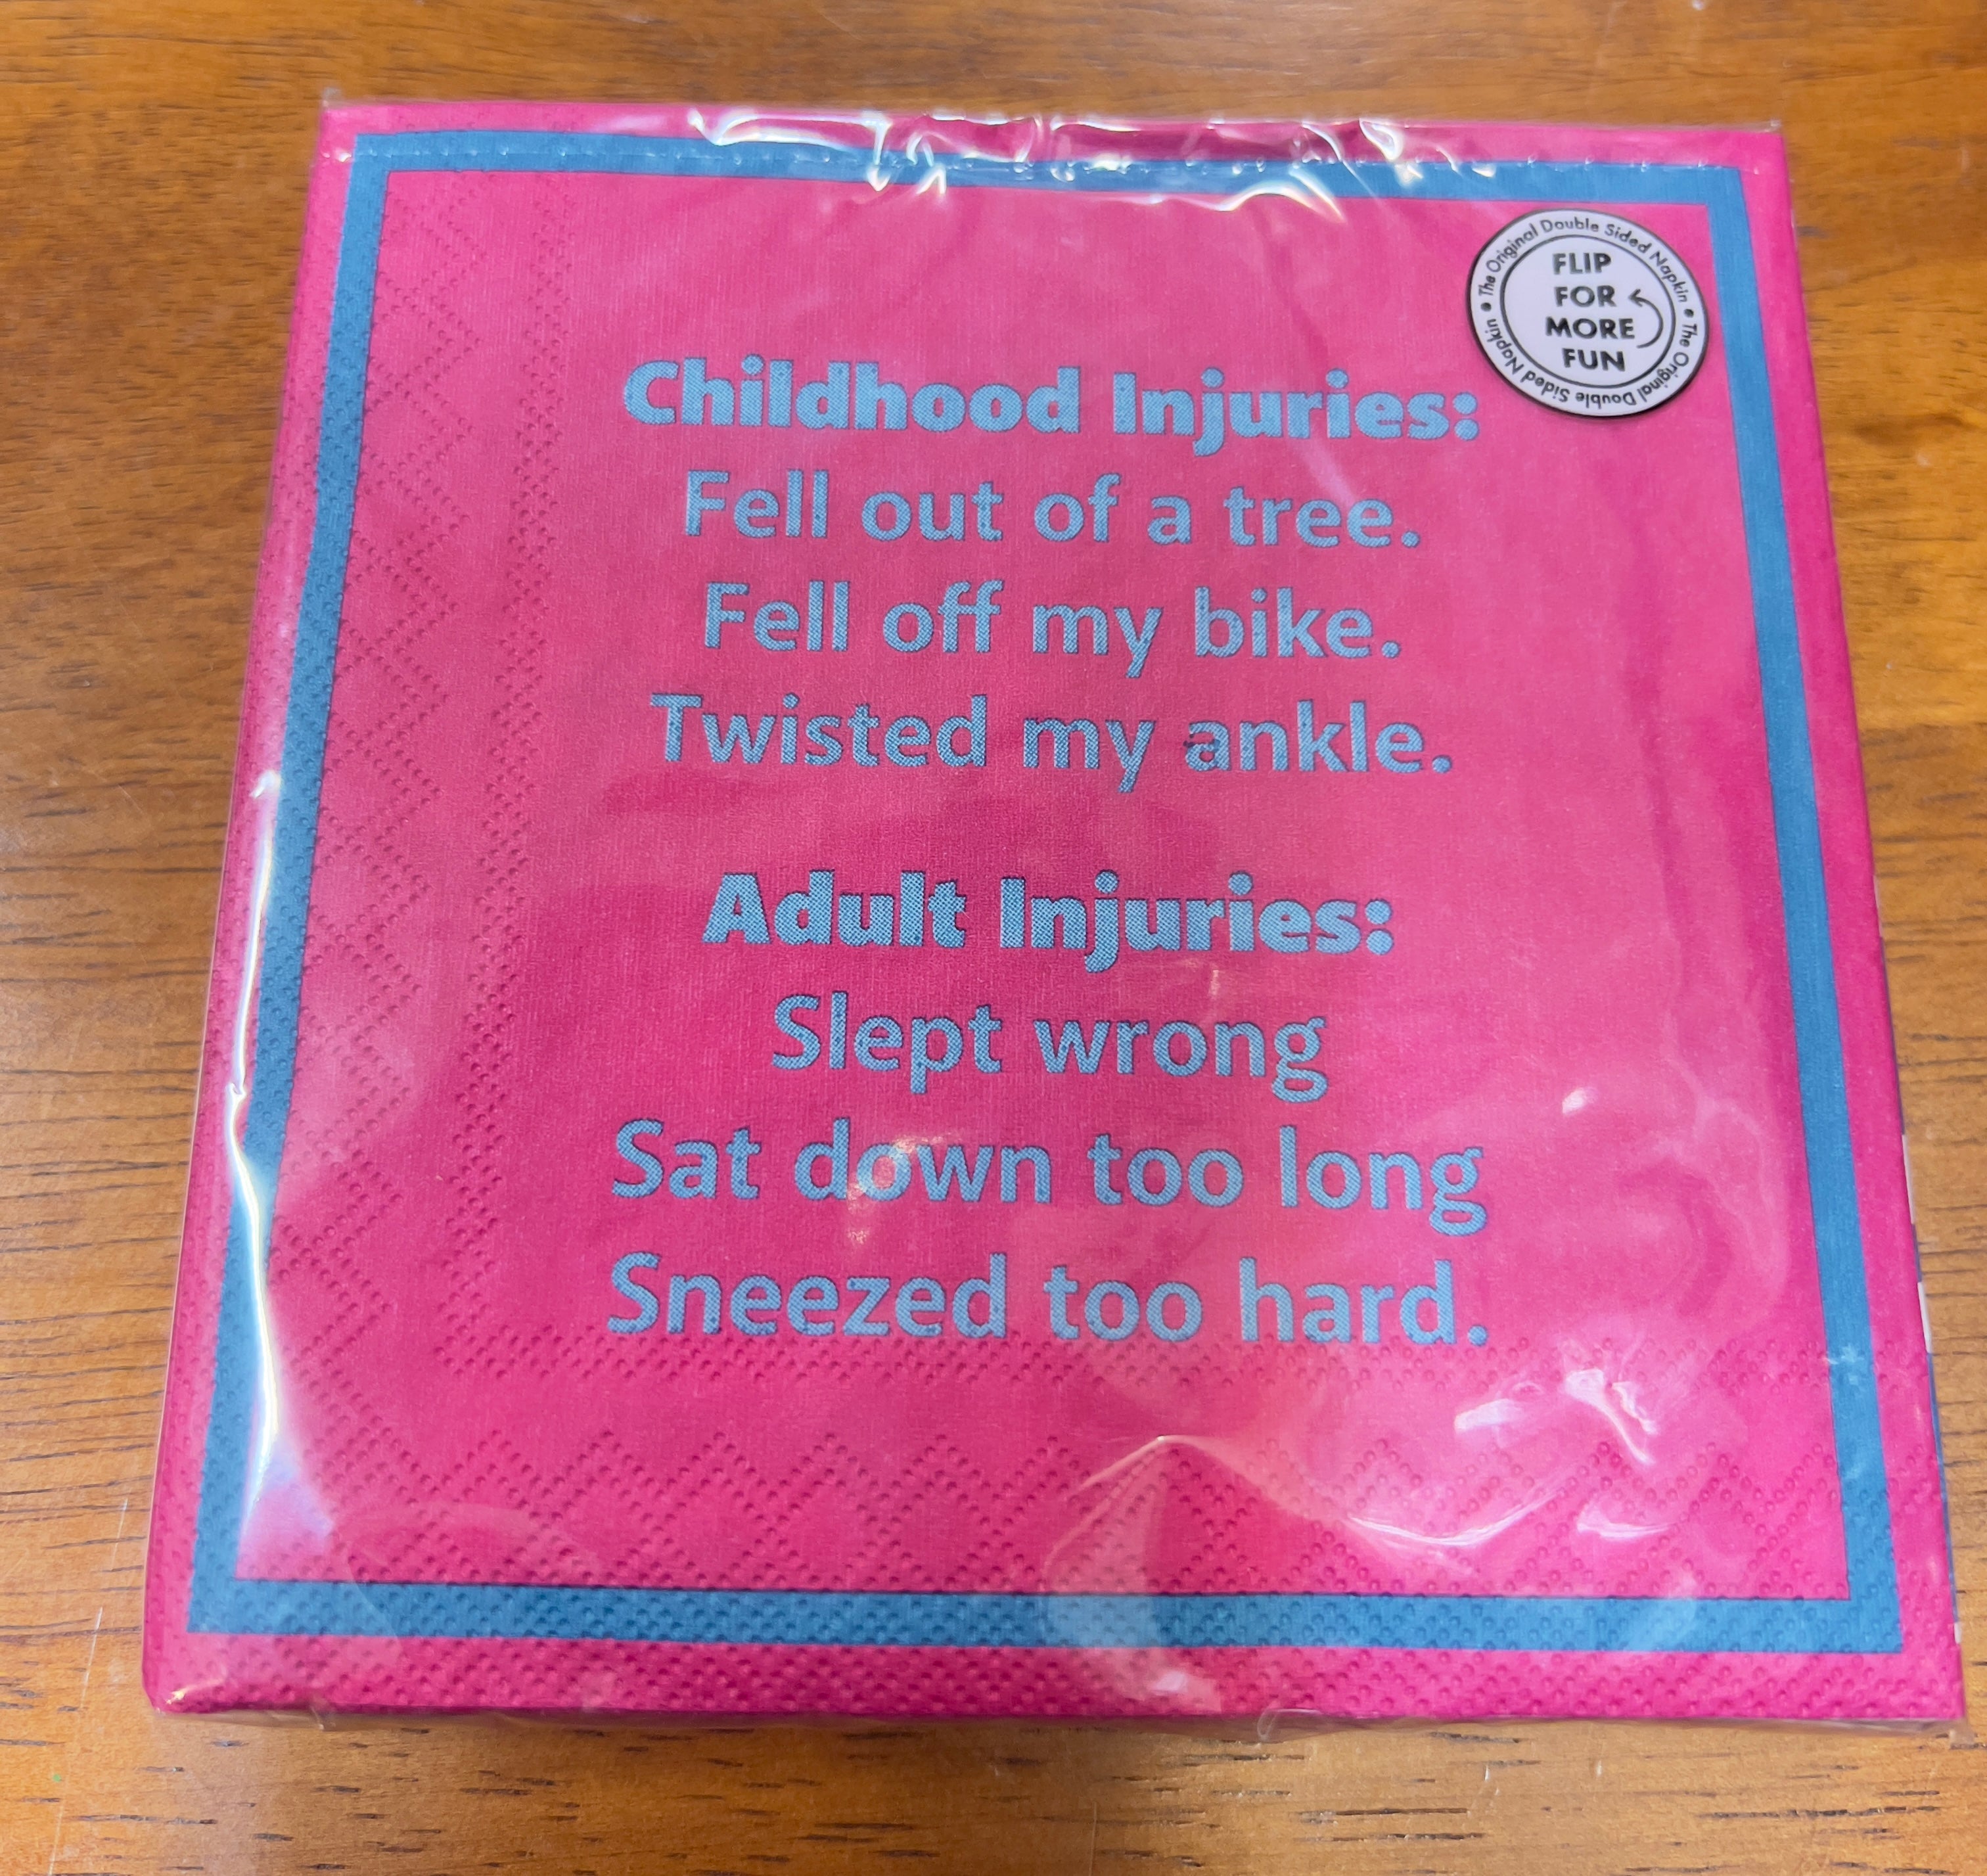 The Original Double Sided Napkin • The Original Double Sided Napkin •
FLIP
FOR
MORE
FUN
Childhood Injuries:
Fell out of a tree.
Fell off my bike.
Twisted my ankle.
Adult Injuries:
Slept wrong
Sat down too long
Sneezed too hard.